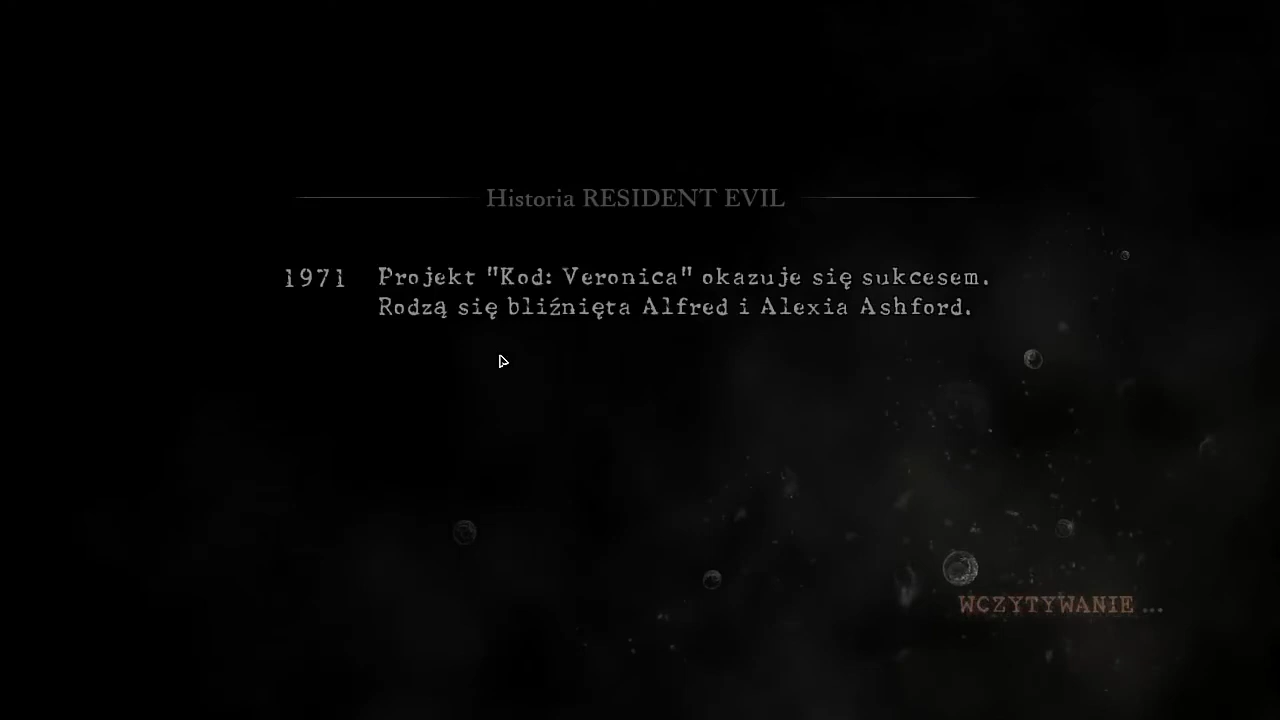 Historia RESIDENT EVIL
1971 Projekt "Kod: Veronica" okazuje się sukcesem.
Rodzą się bliźnięta Alfred i Alexia Ashford.
WCZYTYWANIE ...